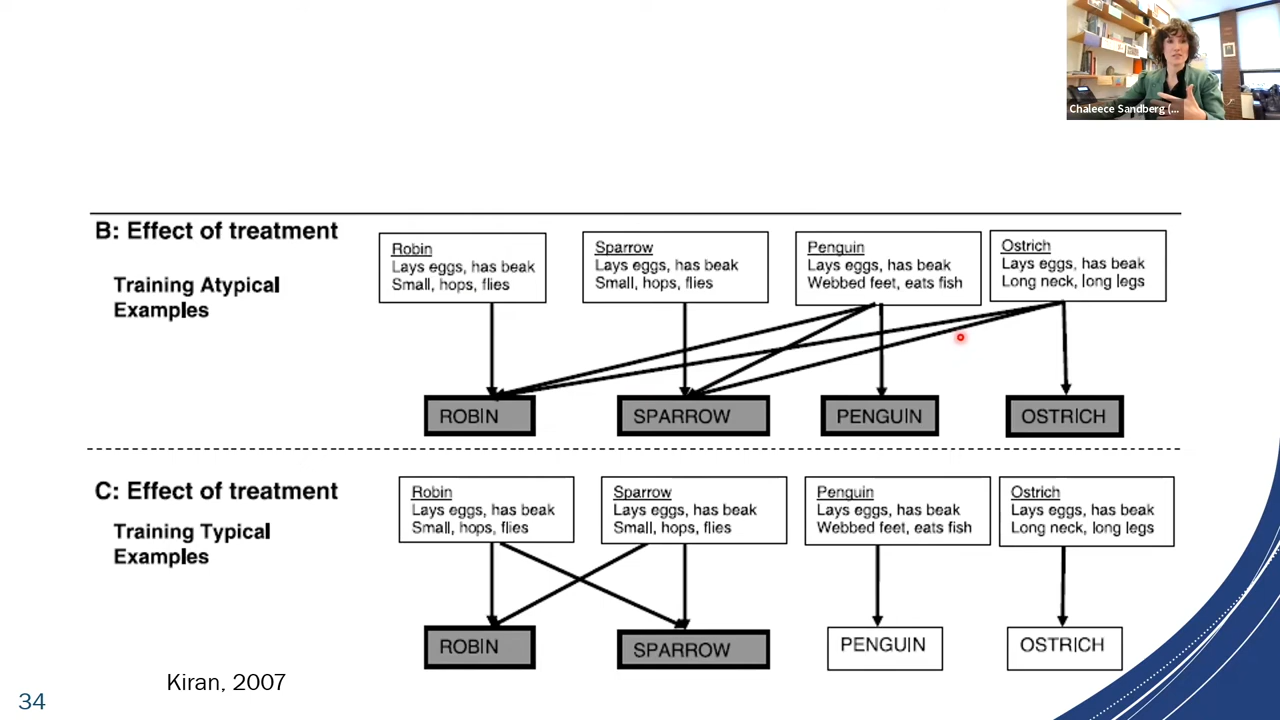 Chaleece Sandberg (...
B: Effect of treatment
Training Atypical
Examples
Robin
Lays eggs, has beak
Small, hops, flies
Sparrow
Lays eggs, has beak
Small, hops, flies
Penguin
Lays eggs, has beak
Webbed feet, eats fish
Ostrich
Lays eggs, has beak
Long neck, long legs
ROBIN
SPARROW
PENGUIN
OSTRICH
C: Effect of treatment
Training Typical
Examples
Robin
Lays eggs, has beak
Small, hops, flies
Sparrow
Lays eggs, has beak
Small, hops, flies
Penguin
Lays eggs, has beak
Webbed feet, eats fish
Ostrich
Lays eggs, has beak
Long neck, long legs
ROBIN
SPARROW
PENGUIN
OSTRICH
Kiran, 2007
34